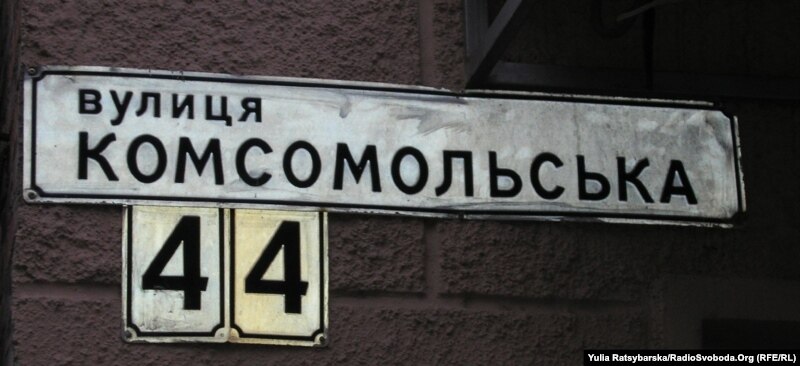 вулиця
КОМСОМОЛЬСЬКА
44
Yulia Ratsybarska/RadioSvoboda.Org (RFE/RL)